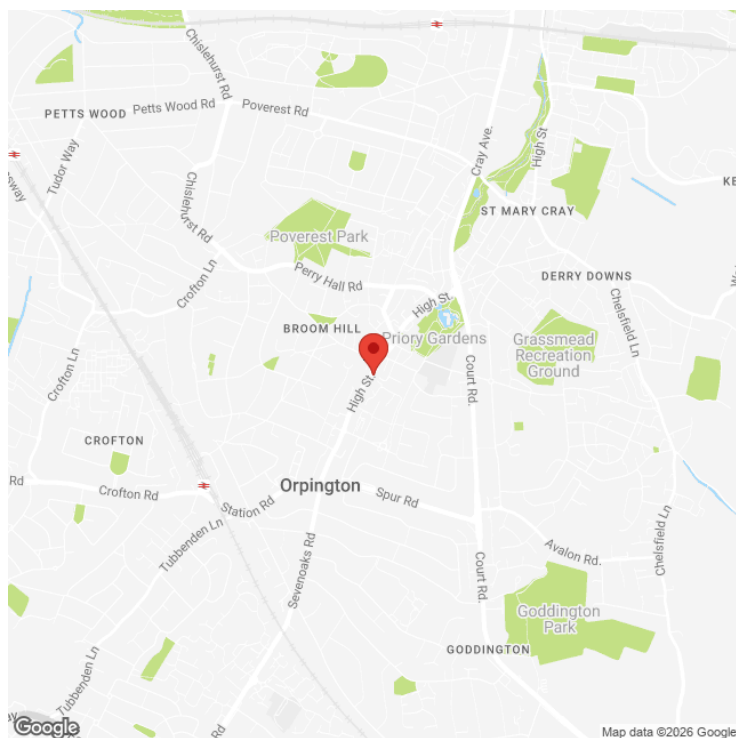 Chislehurst Rd
PETTS WOOD
Petts Wood Rd
Poverest Rd
Cray Ave.
High St
Tudor Way
Chislehurst Rd
ST MARY CRAY
Poverest Park
Crofton Ln
Perry Hall Rd
DERRY DOWNS
High St.
Chelsfield Ln
BROOM HILL
Priory Gardens
Grassmead
Recreation
Ground
Crofton Ln
High St.
Court Rd.
CROFTON
Rd
Crofton Rd
Orpington
Station Rd
Spur Rd
Tubbenden Ln
Chelsfield Ln
Avalon Rd.
Sevenoaks Rd
Court Rd.
Goddington
Park
GODDINGTON
Tubbenden Ln
Rd
Google
Map data ©2026 Google